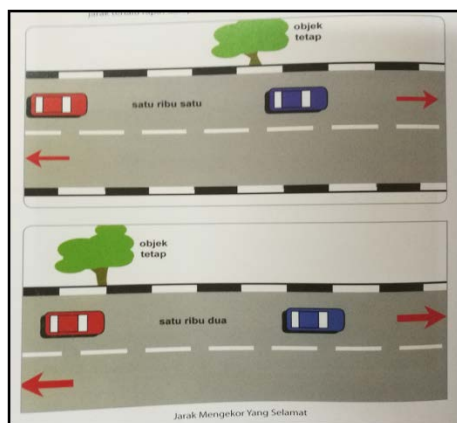 objek
tetap
satu ribu satu
objek
tetap
satu ribu dua
Jarak Mengekor Yang Selamat